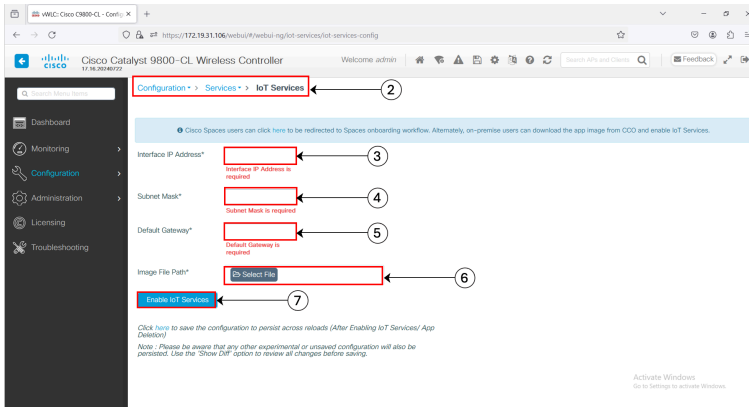 vWLC: Cisco C9800-CL - Config
https://172.19.31.106/webui/#/webui-ng/iot-services/iot-services-config
CISCO
Cisco Catalyst 9800-CL Wireless Controller
17.16.20240722
Welcome admin
Search APs and Clients
Feedback
Search Menu Items
Dashboard
Monitoring
Configuration
Administration
Licensing
Troubleshooting
Configuration > Services > IoT Services
2
Cisco Spaces users can click here to be redirected to Spaces onboarding workflow. Alternately, on-premise users can download the app image from CCO and enable IoT Services.
Interface IP Address*
3
Interface IP Address is
required
Subnet Mask*
4
Subnet Mask is required
Default Gateway*
5
Default Gateway is
required
Image File Path*
Select File
6
Enable IoT Services
7
Click here to save the configuration to persist across reloads (After Enabling IoT Services/ App
Deletion)
Note : Please be aware that any other experimental or unsaved configuration will also be
persisted. Use the 'Show Diff' option to review all changes before saving.
Activate Windows
Go to Settings to activate Windows.